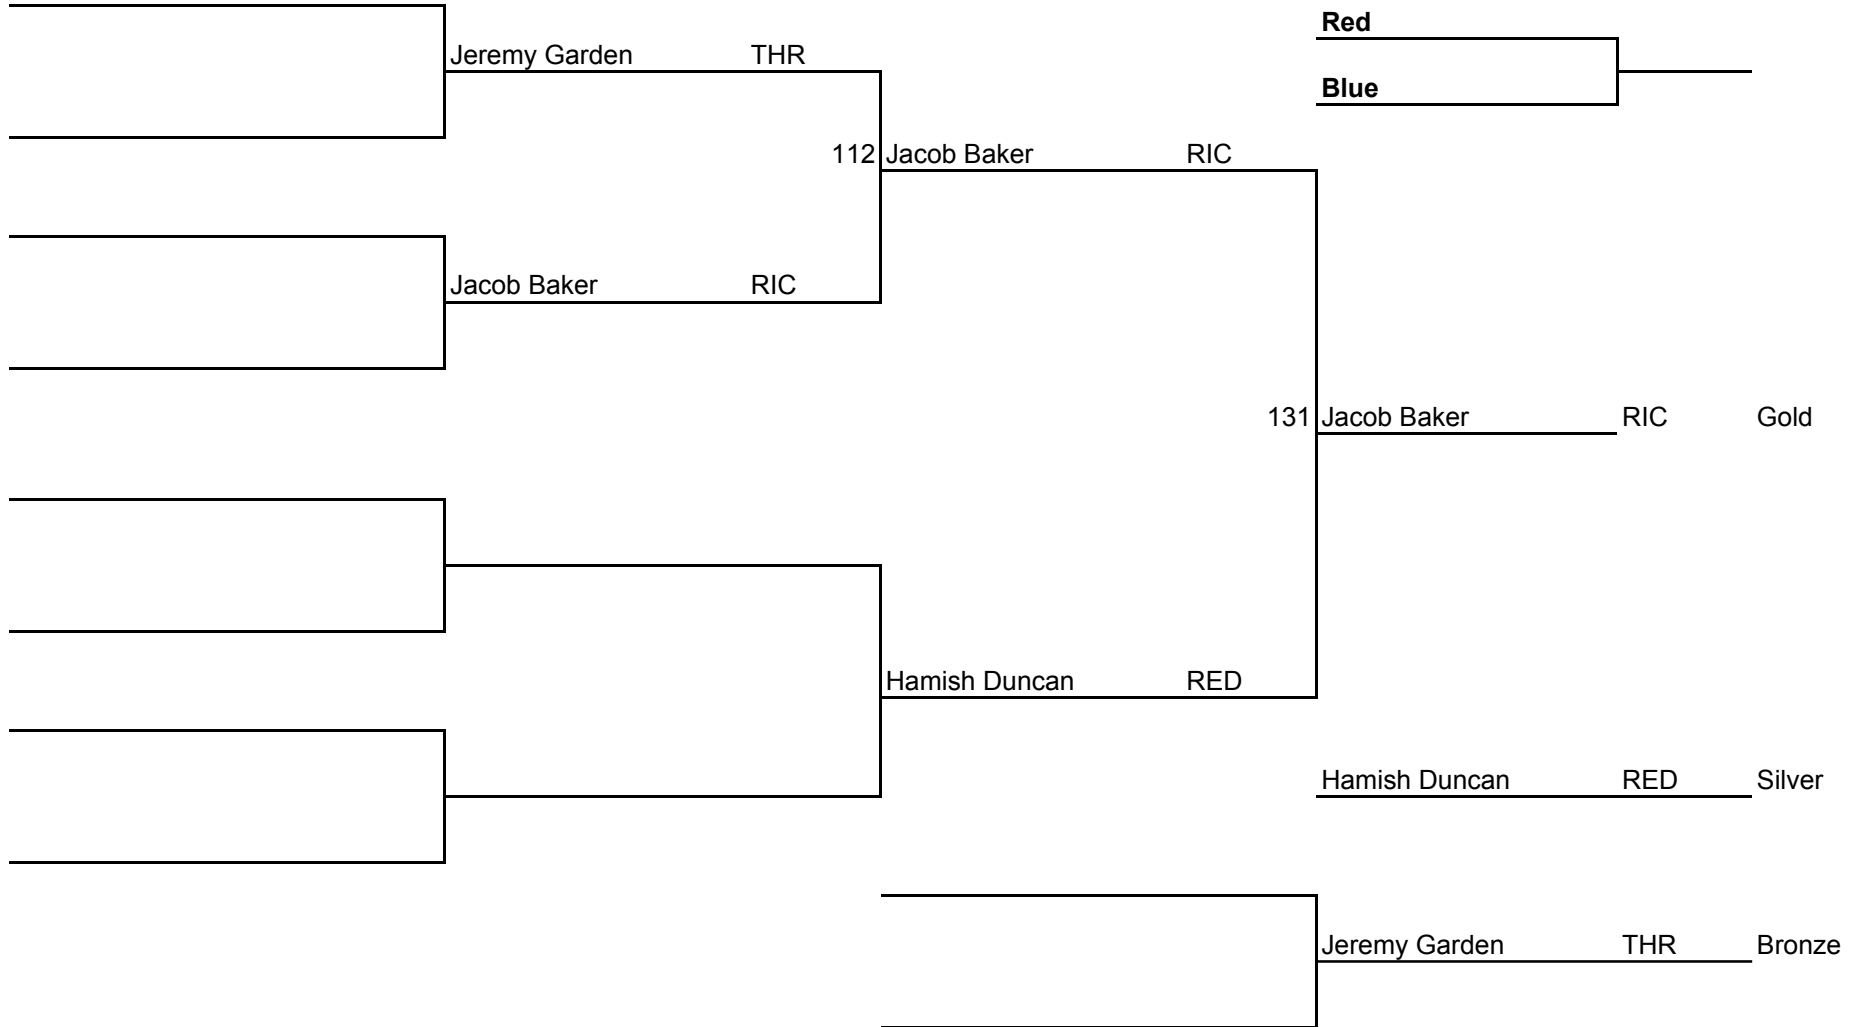 Red
Jeremy Garden THR
Blue
112 Jacob Baker RIC
Jacob Baker RIC
131 Jacob Baker RIC Gold
Hamish Duncan RED
Hamish Duncan RED Silver
Jeremy Garden THR Bronze